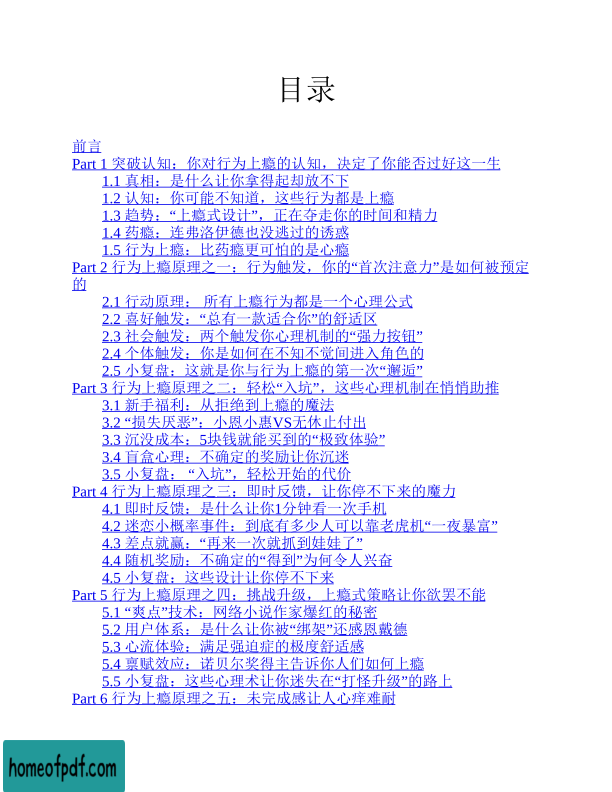 目录
前言
Part 1 突破认知：你对行为上瘾的认知，决定了你能否过好这一生
1.1 真相：是什么让你拿得起却放不下
1.2 认知：你可能不知道，这些行为都是上瘾
1.3 趋势：“上瘾式设计”，正在夺走你的时间和精力
1.4 药瘾：连弗洛伊德也没逃过的诱惑
1.5 行为上瘾：比药瘾更可怕的是心瘾
Part 2 行为上瘾原理之一：行为触发，你的“首次注意力”是如何被预定
的
2.1 行动原理： 所有上瘾行为都是一个心理公式
2.2 喜好触发：“总有一款适合你”的舒适区
2.3 社会触发：两个触发你心理机制的“强力按钮”
2.4 个体触发：你是如何在不知不觉间进入角色的
2.5 小复盘：这就是你与行为上瘾的第一次“邂逅”
Part 3 行为上瘾原理之二：轻松“入坑”，这些心理机制在悄悄助推
3.1 新手福利：从拒绝到上瘾的魔法
3.2 “损失厌恶”：小恩小惠VS无休止付出
3.3 沉没成本：5块钱就能买到的“极致体验”
3.4 盲盒心理：不确定的奖励让你沉迷
3.5 小复盘： “入坑”，轻松开始的代价
Part 4 行为上瘾原理之三：即时反馈，让你停不下来的魔力
4.1 即时反馈：是什么让你1分钟看一次手机
4.2 迷恋小概率事件：到底有多少人可以靠老虎机“一夜暴富”
4.3 差点就赢：“再来一次就抓到娃娃了”
4.4 随机奖励：不确定的“得到”为何令人兴奋
4.5 小复盘：这些设计让你停不下来
Part 5 行为上瘾原理之四：挑战升级，上瘾式策略让你欲罢不能
5.1 “爽点”技术：网络小说作家爆红的秘密
5.2 用户体系：是什么让你被“绑架”还感恩戴德
5.3 心流体验：满足强迫症的极度舒适感
5.4 禀赋效应：诺贝尔奖得主告诉你人们如何上瘾
5.5 小复盘：这些心理术让你迷失在“打怪升级”的路上
Part 6 行为上瘾原理之五：未完成感让人心痒难耐
homeofpdf.com